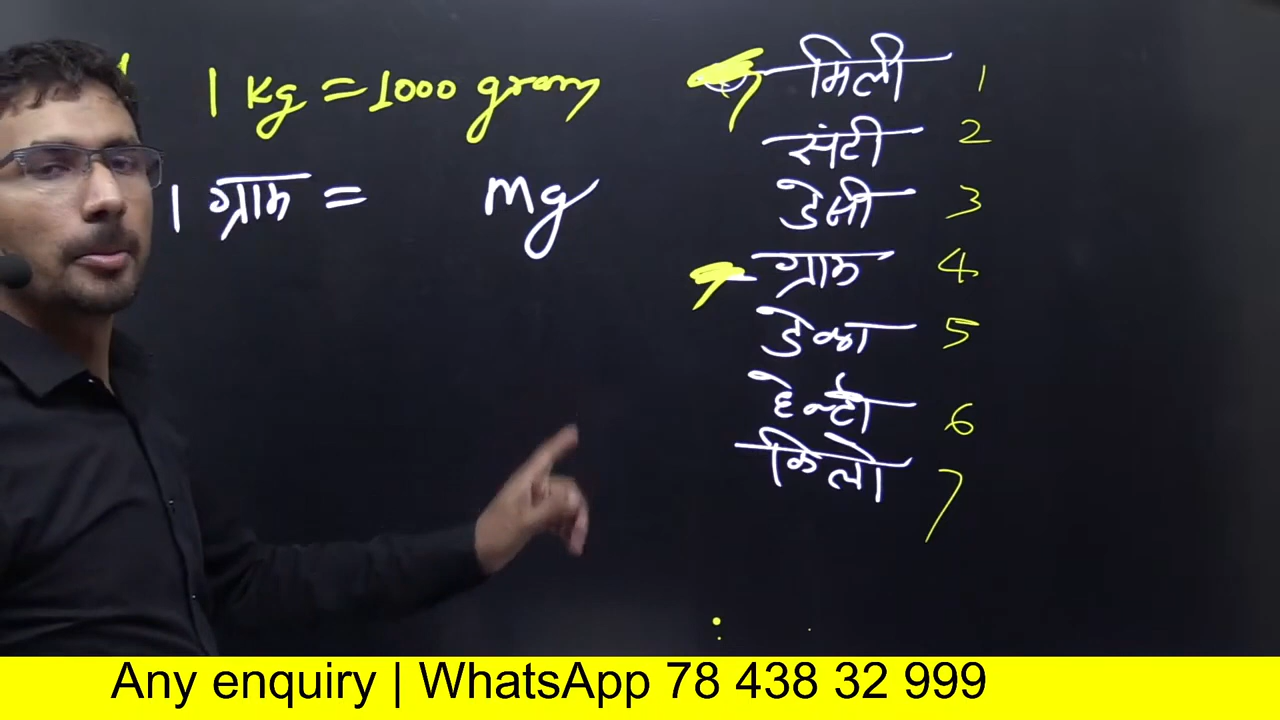 1 Kg = 1000 gram
1 ग्राम = mg
मिली 1
संटी 2
डेसी 3
ग्राम 4
डेका 5
हेक्टो 6
किलो 7
Any enquiry | WhatsApp 78 438 32 999